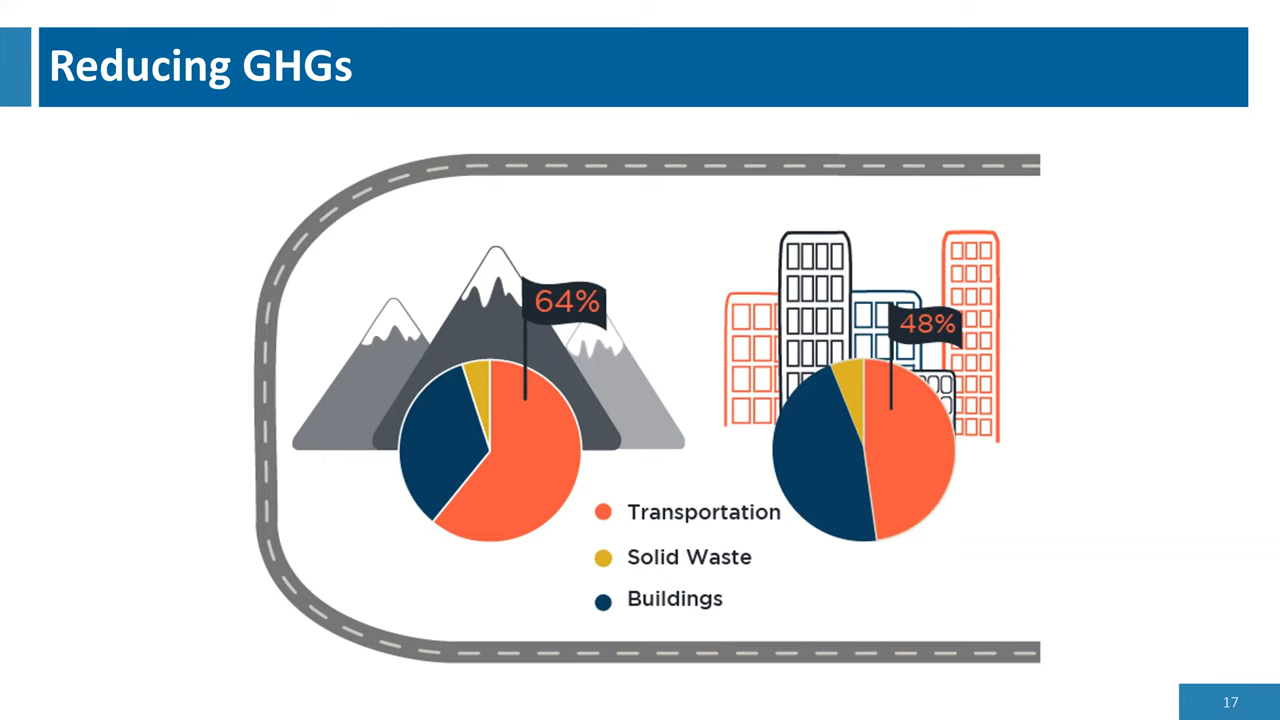 Reducing GHGs
64%
48%
Transportation
Solid Waste
Buildings
17